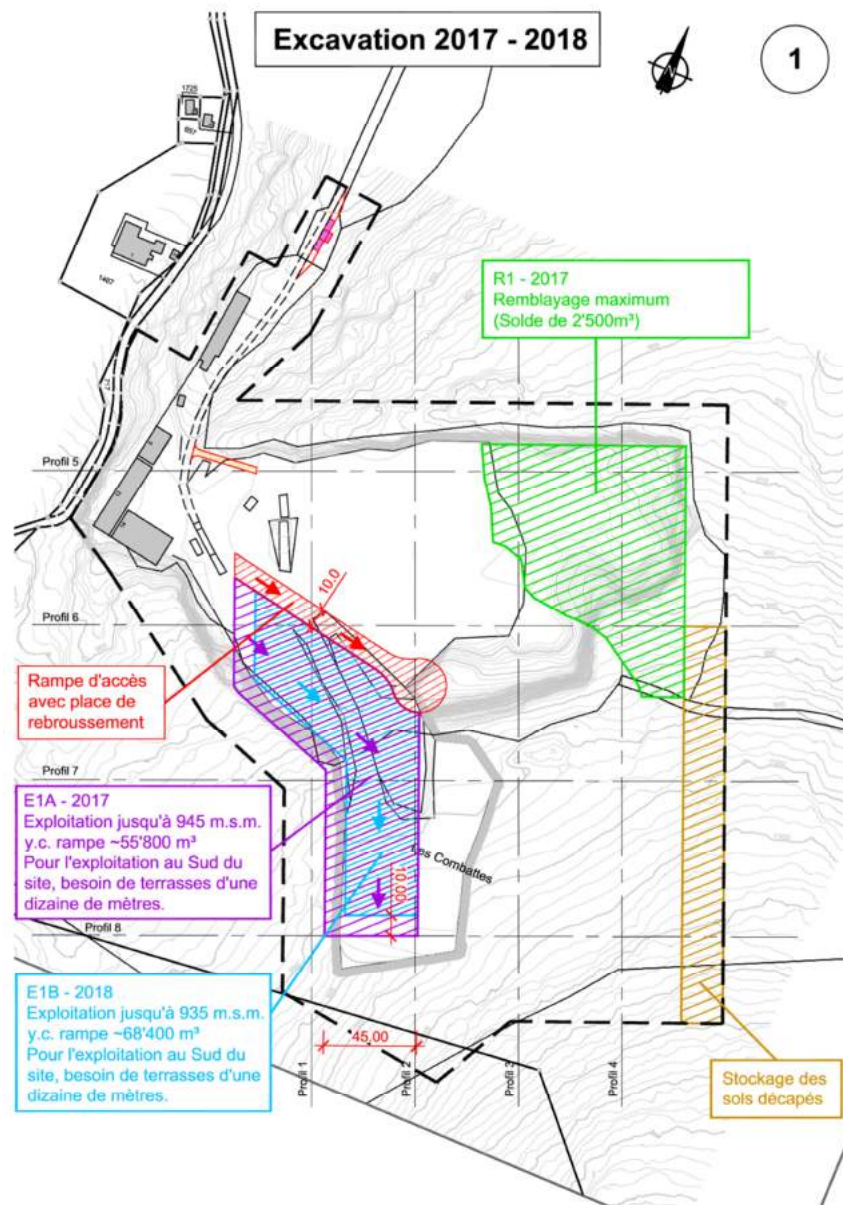 Excavation 2017 - 2018
N
1
1725
657
1407
R1 - 2017
Remblayage maximum
(Solde de 2'500m³)
Profil 5
10.0
Profil 6
Rampe d'accès
avec place de
rebroussement
Profil 7
E1A - 2017
Exploitation jusqu'à 945 m.s.m.
y.c. rampe ~55'800 m³
Pour l'exploitation au Sud du
site, besoin de terrasses d'une
dizaine de mètres.
Les Combattes
10.00
Profil 8
E1B - 2018
Exploitation jusqu'à 935 m.s.m.
y.c. rampe ~68'400 m³
Pour l'exploitation au Sud du
site, besoin de terrasses d'une
dizaine de mètres.
45.00
Profil 1
Profil 2
Profil 3
Profil 4
Stockage des
sols décapés